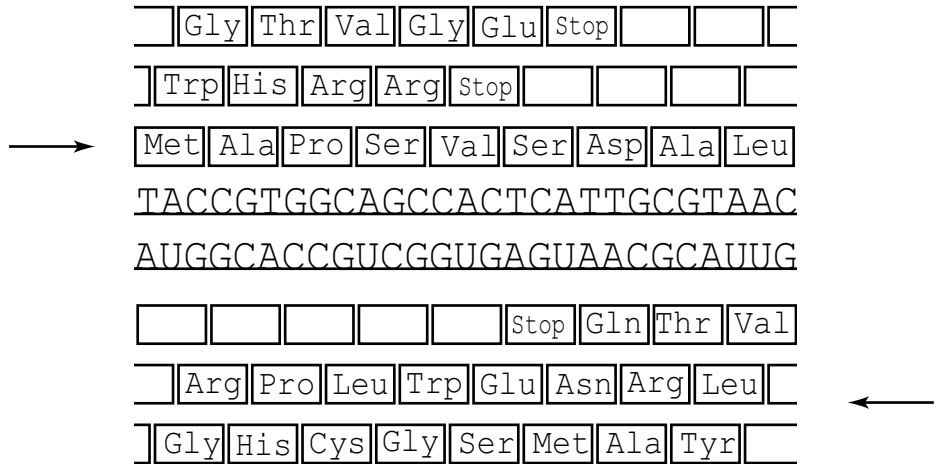 Gly Thr Val Gly Glu Stop
Trp His Arg Arg Stop
Met Ala Pro Ser Val Ser Asp Ala Leu
TACCGTGGCAGCCACTCATTGCGTAAC
AUGGCACCGUCGGUGAGUAACGCAUUG
Stop Gln Thr Val
Arg Pro Leu Trp Glu Asn Arg Leu
Gly His Cys Gly Ser Met Ala Tyr